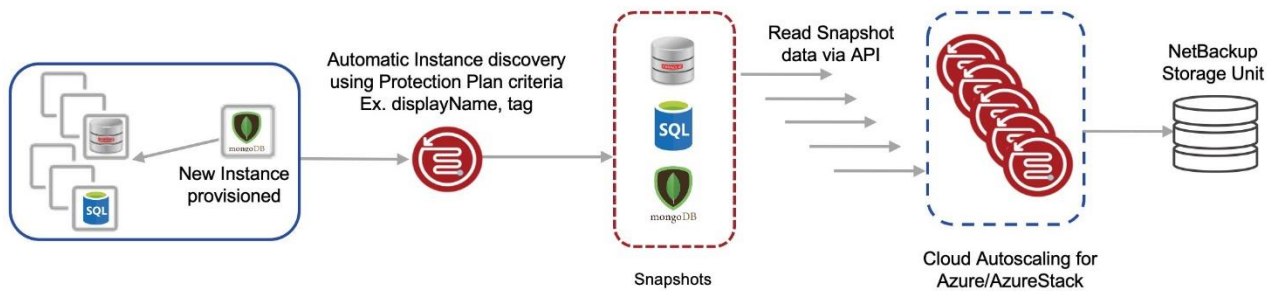 New Instance
provisioned
mongoDB
SQL
Automatic Instance discovery
using Protection Plan criteria
Ex. displayName, tag
SQL
mongoDB
Snapshots
Read Snapshot
data via API
Cloud Autoscaling for
Azure/AzureStack
NetBackup
Storage Unit